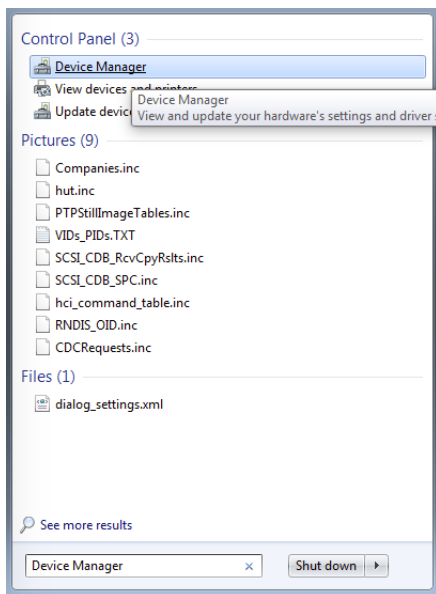 Control Panel (3)
Device Manager
View devices and printers
Device Manager
Update device
View and update your hardware's settings and driver
Pictures (9)
Companies.inc
hut.inc
PTPStillImageTables.inc
VIDs_PIDs.TXT
SCSI_CDB_RcvCpyRslts.inc
SCSI_CDB_SPC.inc
hci_command_table.inc
RNDIS_OID.inc
CDCRequests.inc
Files (1)
dialog_settings.xml
See more results
Device Manager
Shut down